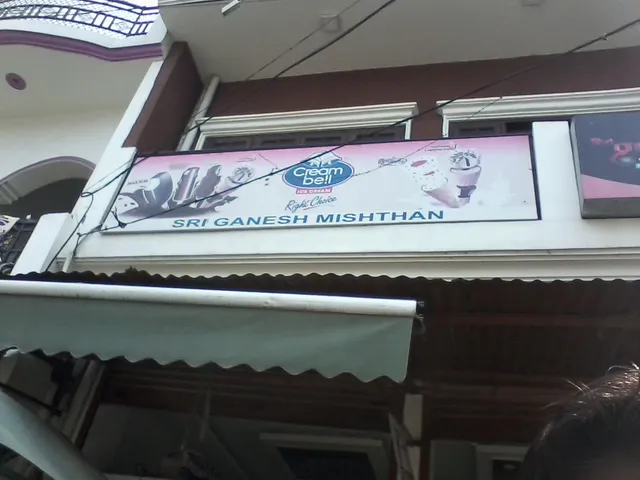 Cream
bell
ICE CREAM
Right Choice
SRI GANESH MISHTHAN